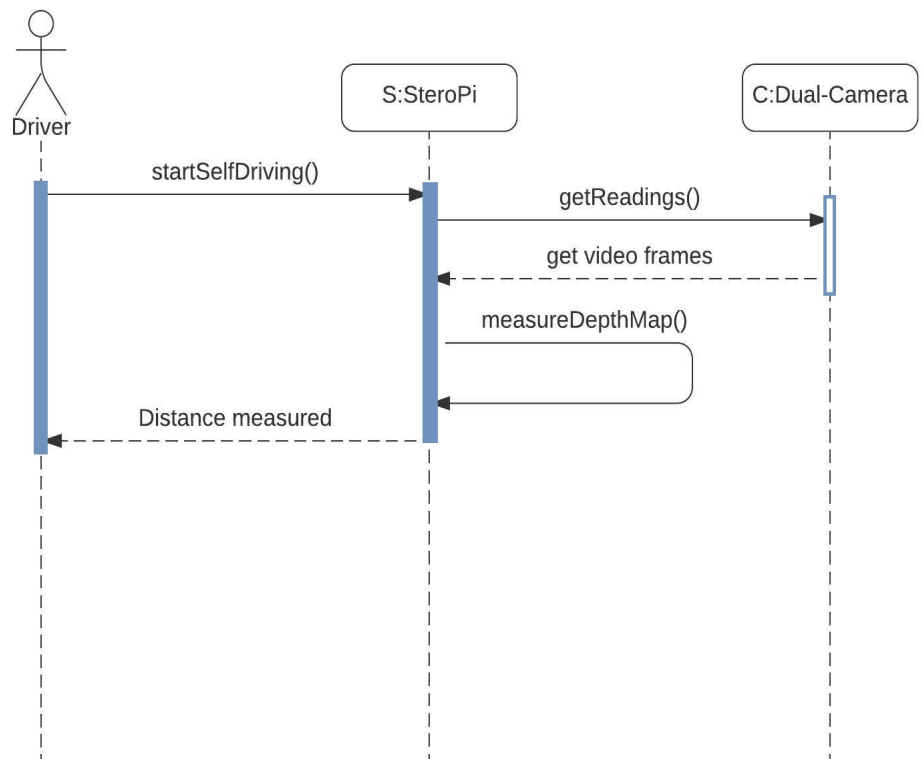 S:SteroPi
C:Dual-Camera
Driver
startSelfDriving()
getReadings()
get video frames
measureDepthMap()
Distance measured